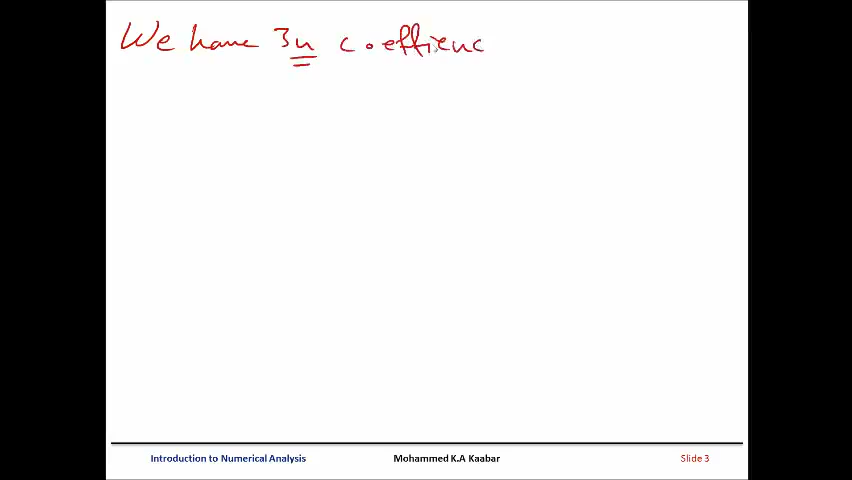 We have 3n coeffienc
Introduction to Numerical Analysis Mohammed K.A Kaabar Slide 3